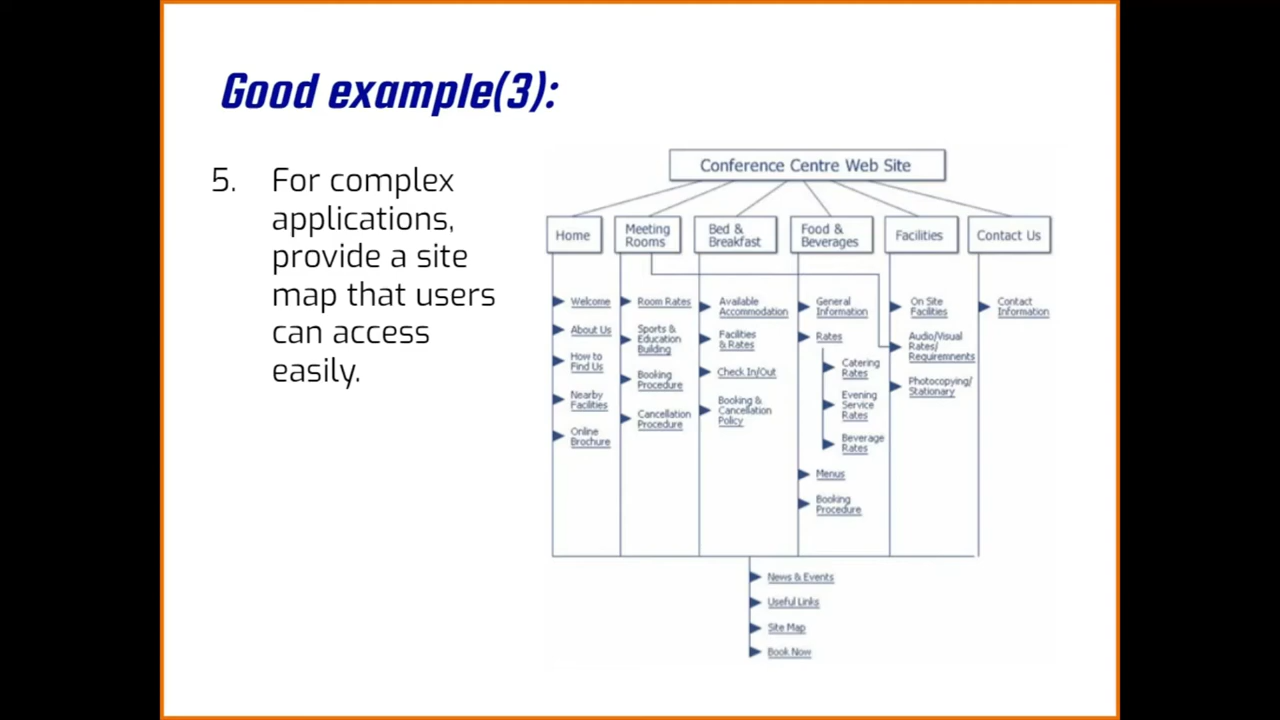 Good example(3):
5. For complex
applications,
provide a site
map that users
can access
easily.
Conference Centre Web Site
Home
Meeting
Rooms
Bed &
Breakfast
Food &
Beverages
Facilities
Contact Us
Welcome
About Us
How to
Find Us
Nearby
Facilities
Online
Brochure
Room Rates
Sports &
Education
Building
Booking
Procedure
Cancellation
Procedure
Available
Accommodation
Facilities
& Rates
Check In/Out
Booking &
Cancellation
Policy
General
Information
Rates
Catering
Rates
Evening
Service
Rates
Beverage
Rates
Menus
Booking
Procedure
On Site
Facilities
Audio/Visual
Rates/
Requiremnents
Photocopying/
Stationary
Contact
Information
News & Events
Useful Links
Site Map
Book Now